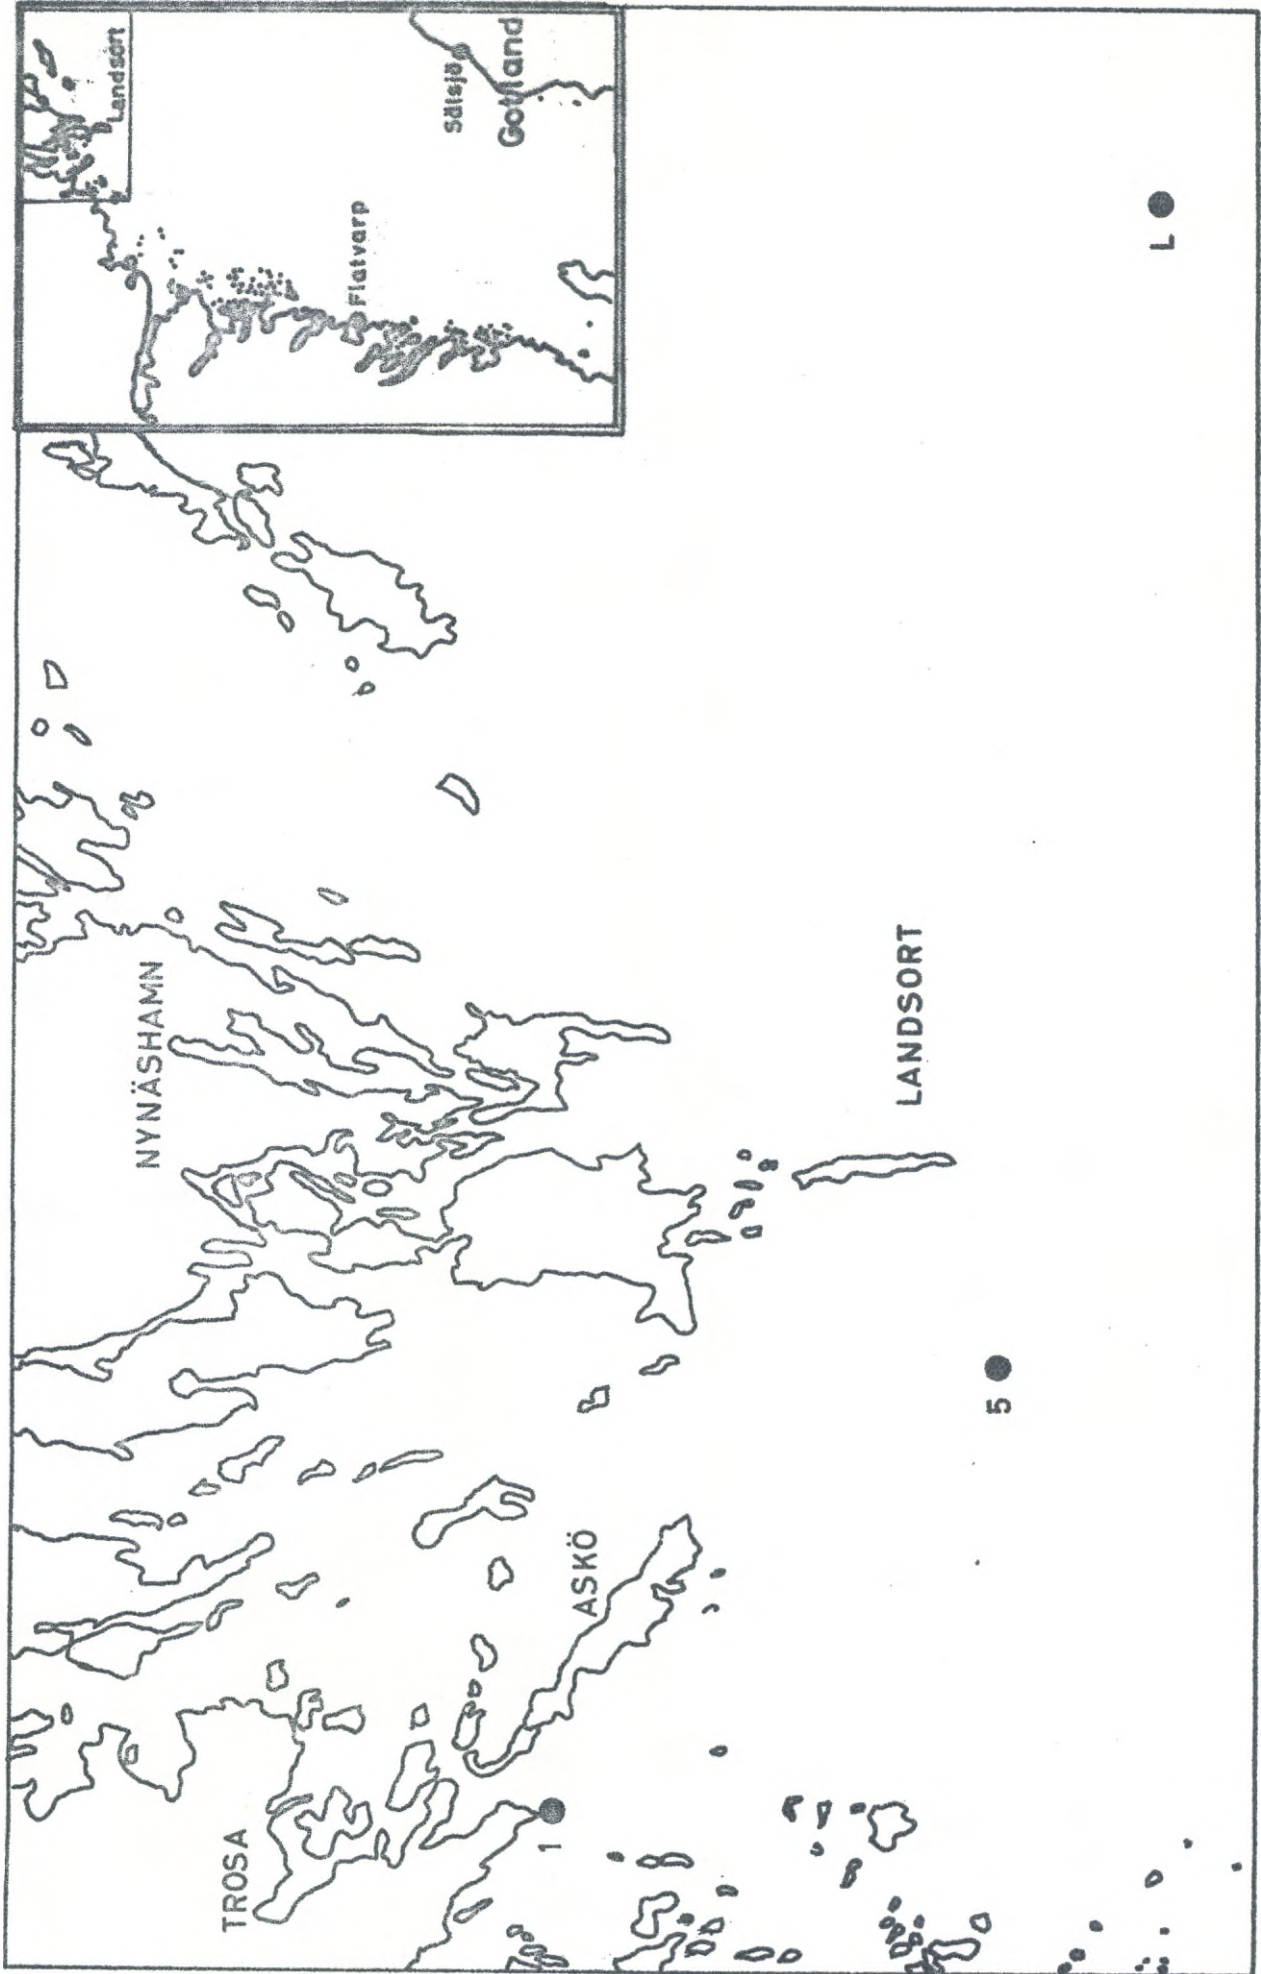 Landsort
NYNÄSHAMN
TROSA
Flatvarp
Sälsjö
Gotland
1
ASKÖ
LANDSORT
5
L